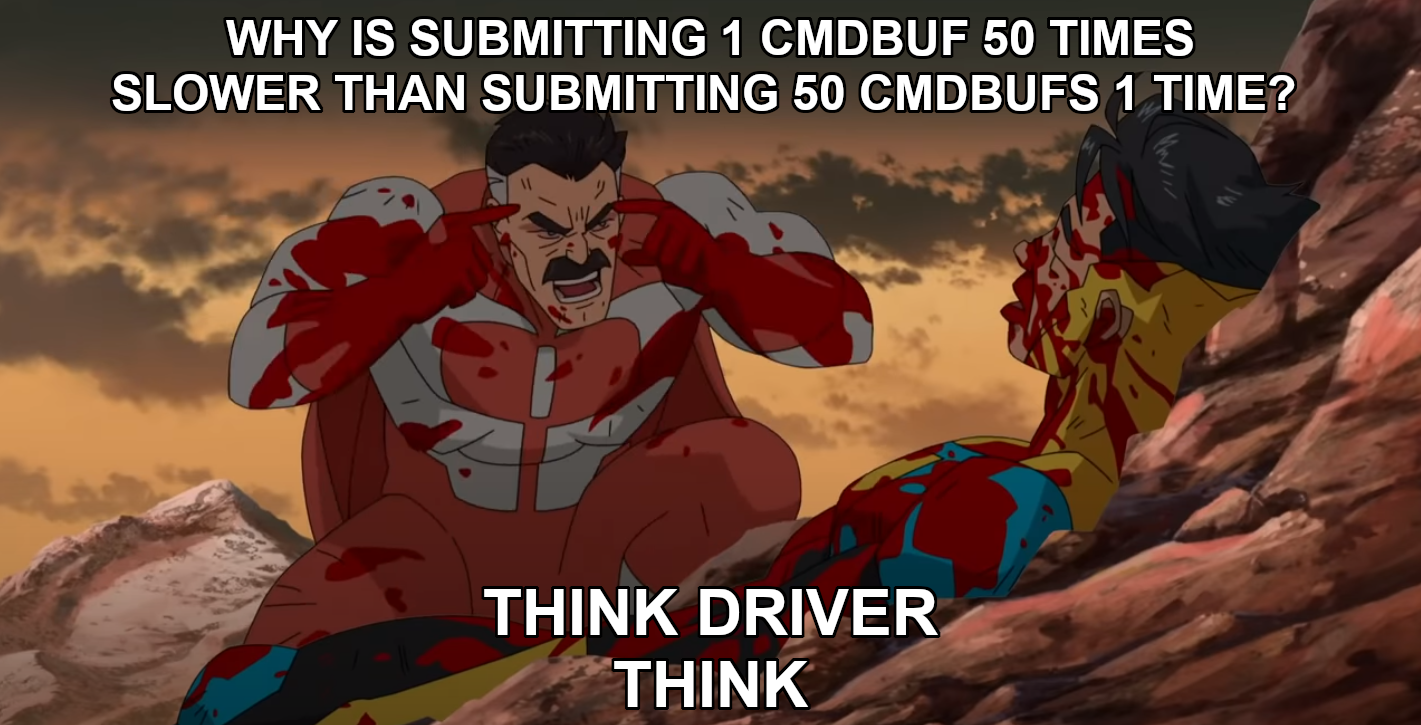 WHY IS SUBMITTING 1 CMDBUF 50 TIMES
SLOWER THAN SUBMITTING 50 CMDBUFS 1 TIME?
THINK DRIVER
THINK